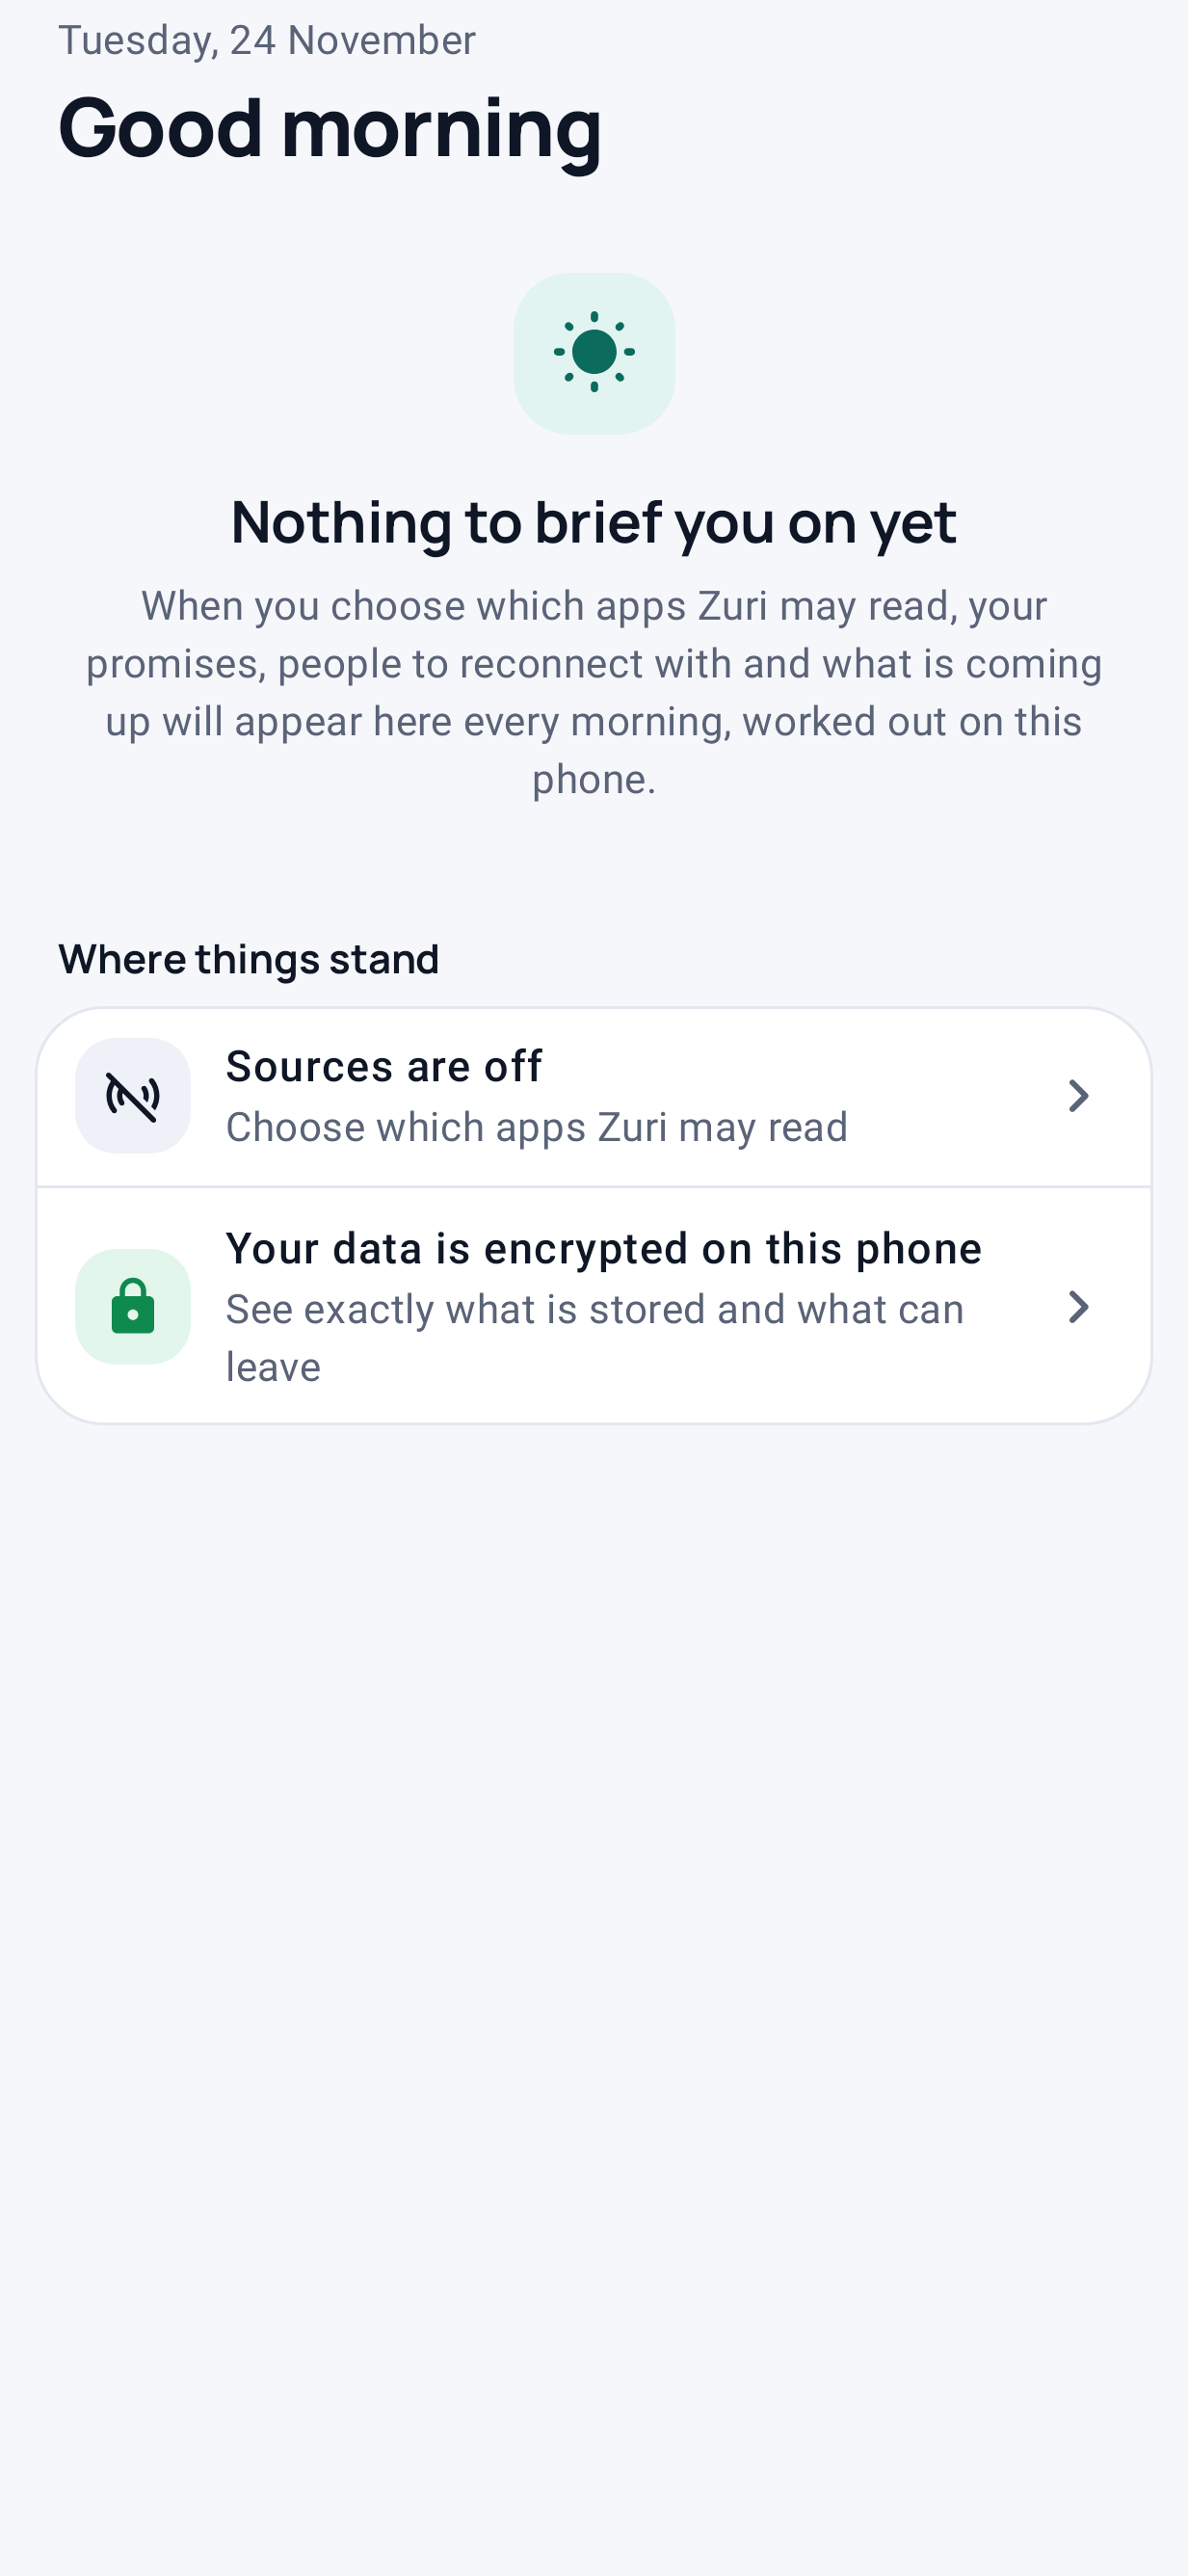 Tuesday, 24 November
Good morning
Nothing to brief you on yet
When you choose which apps Zuri may read, your
promises, people to reconnect with and what is coming
up will appear here every morning, worked out on this
phone.
Where things stand
Sources are off
Choose which apps Zuri may read
Your data is encrypted on this phone
See exactly what is stored and what can
leave